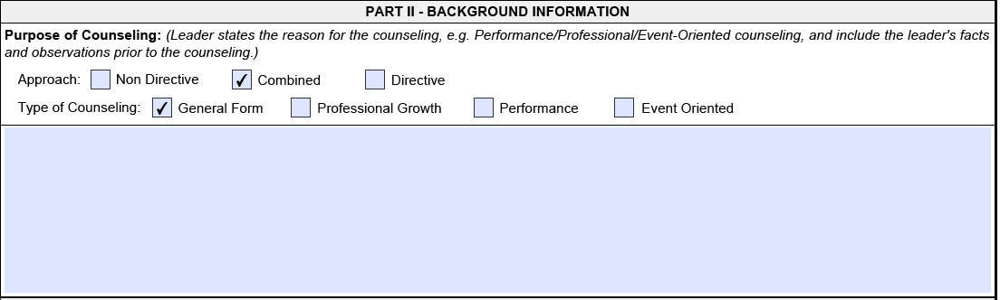 PART II - BACKGROUND INFORMATION
Purpose of Counseling: (Leader states the reason for the counseling, e.g. Performance/Professional/Event-Oriented counseling, and include the leader's facts
and observations prior to the counseling.)
Approach: Non Directive ✓ Combined Directive
Type of Counseling: ✓ General Form Professional Growth Performance Event Oriented